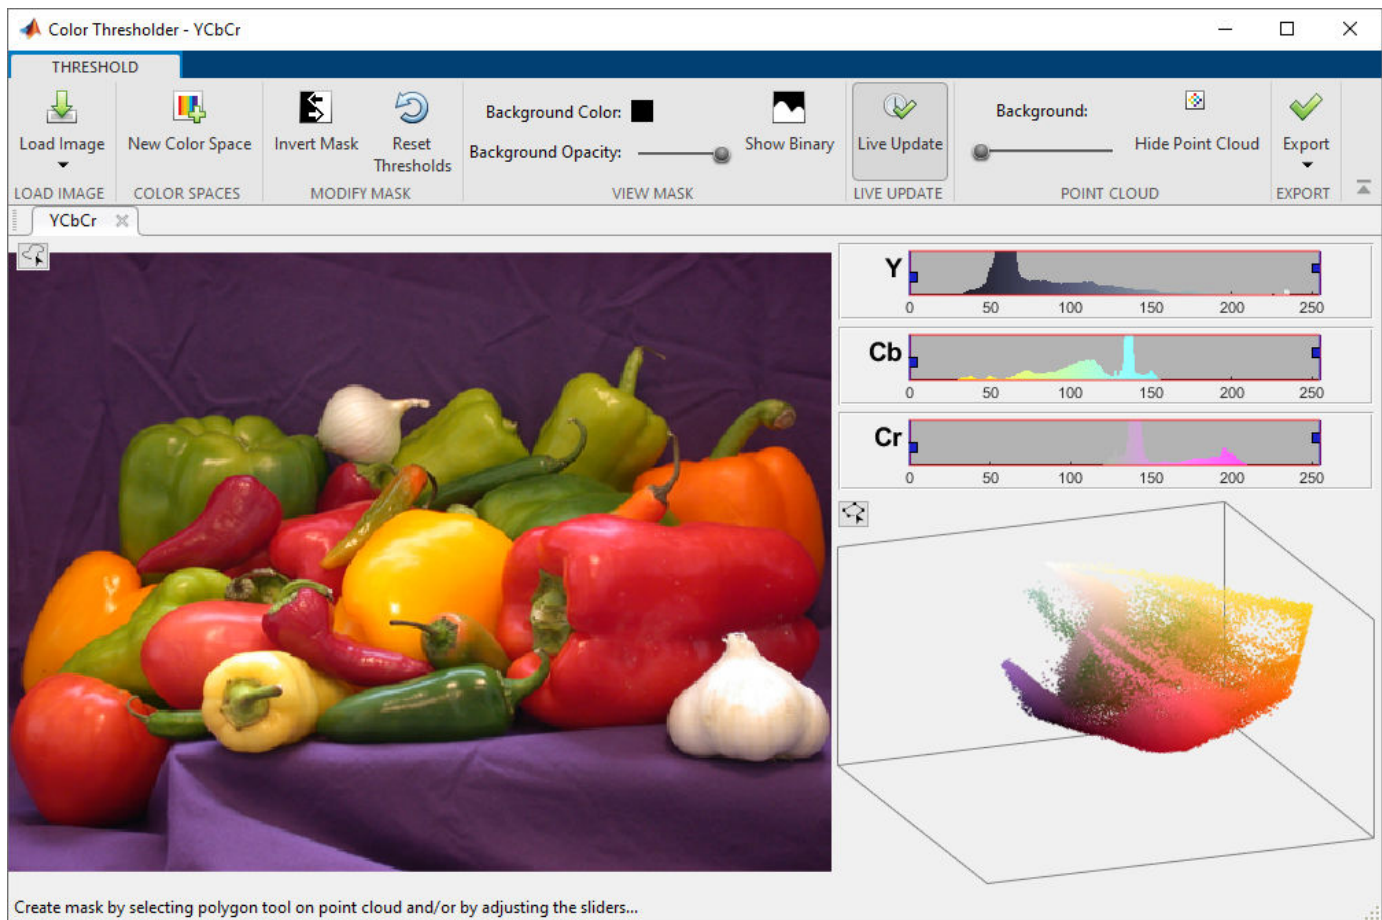 Color Thresholder - YCbCr
THRESHOLD
Load Image
New Color Space
Invert Mask
Reset
Thresholds
Background Color:
Background Opacity:
Show Binary
Live Update
Background:
Hide Point Cloud
Export
LOAD IMAGE
COLOR SPACES
MODIFY MASK
VIEW MASK
LIVE UPDATE
POINT CLOUD
EXPORT
YCbCr
Y
0 50 100 150 200 250
Cb
0 50 100 150 200 250
Cr
0 50 100 150 200 250
Create mask by selecting polygon tool on point cloud and/or by adjusting the sliders...